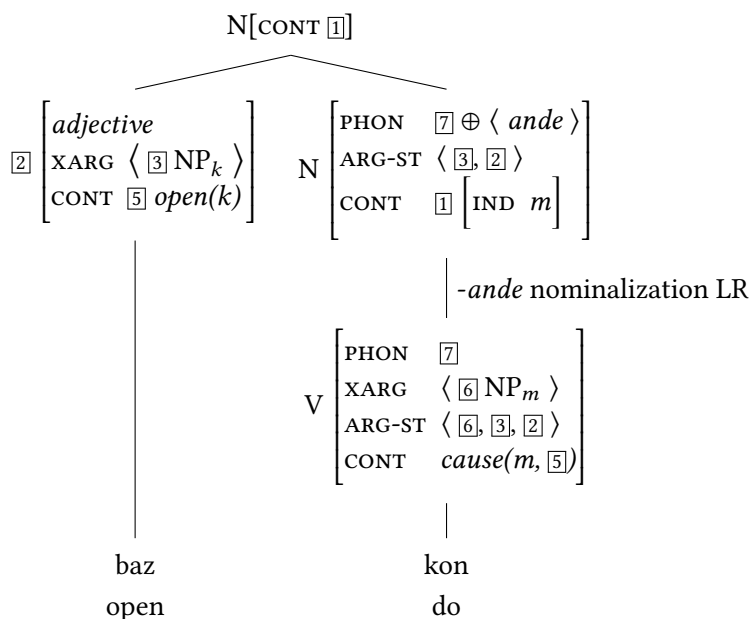 N[CONT 1]
2 [adjective
XARG ⟨ 3 NPk ⟩
CONT 5 open(k)]
N [PHON 7 ⊕ ⟨ ande ⟩
ARG-ST ⟨ 3, 2 ⟩
CONT 1 [IND m]]
-ande nominalization LR
V [PHON 7
XARG ⟨ 6 NPm ⟩
ARG-ST ⟨ 6, 3, 2 ⟩
CONT cause(m, 5)]
baz kon
open do